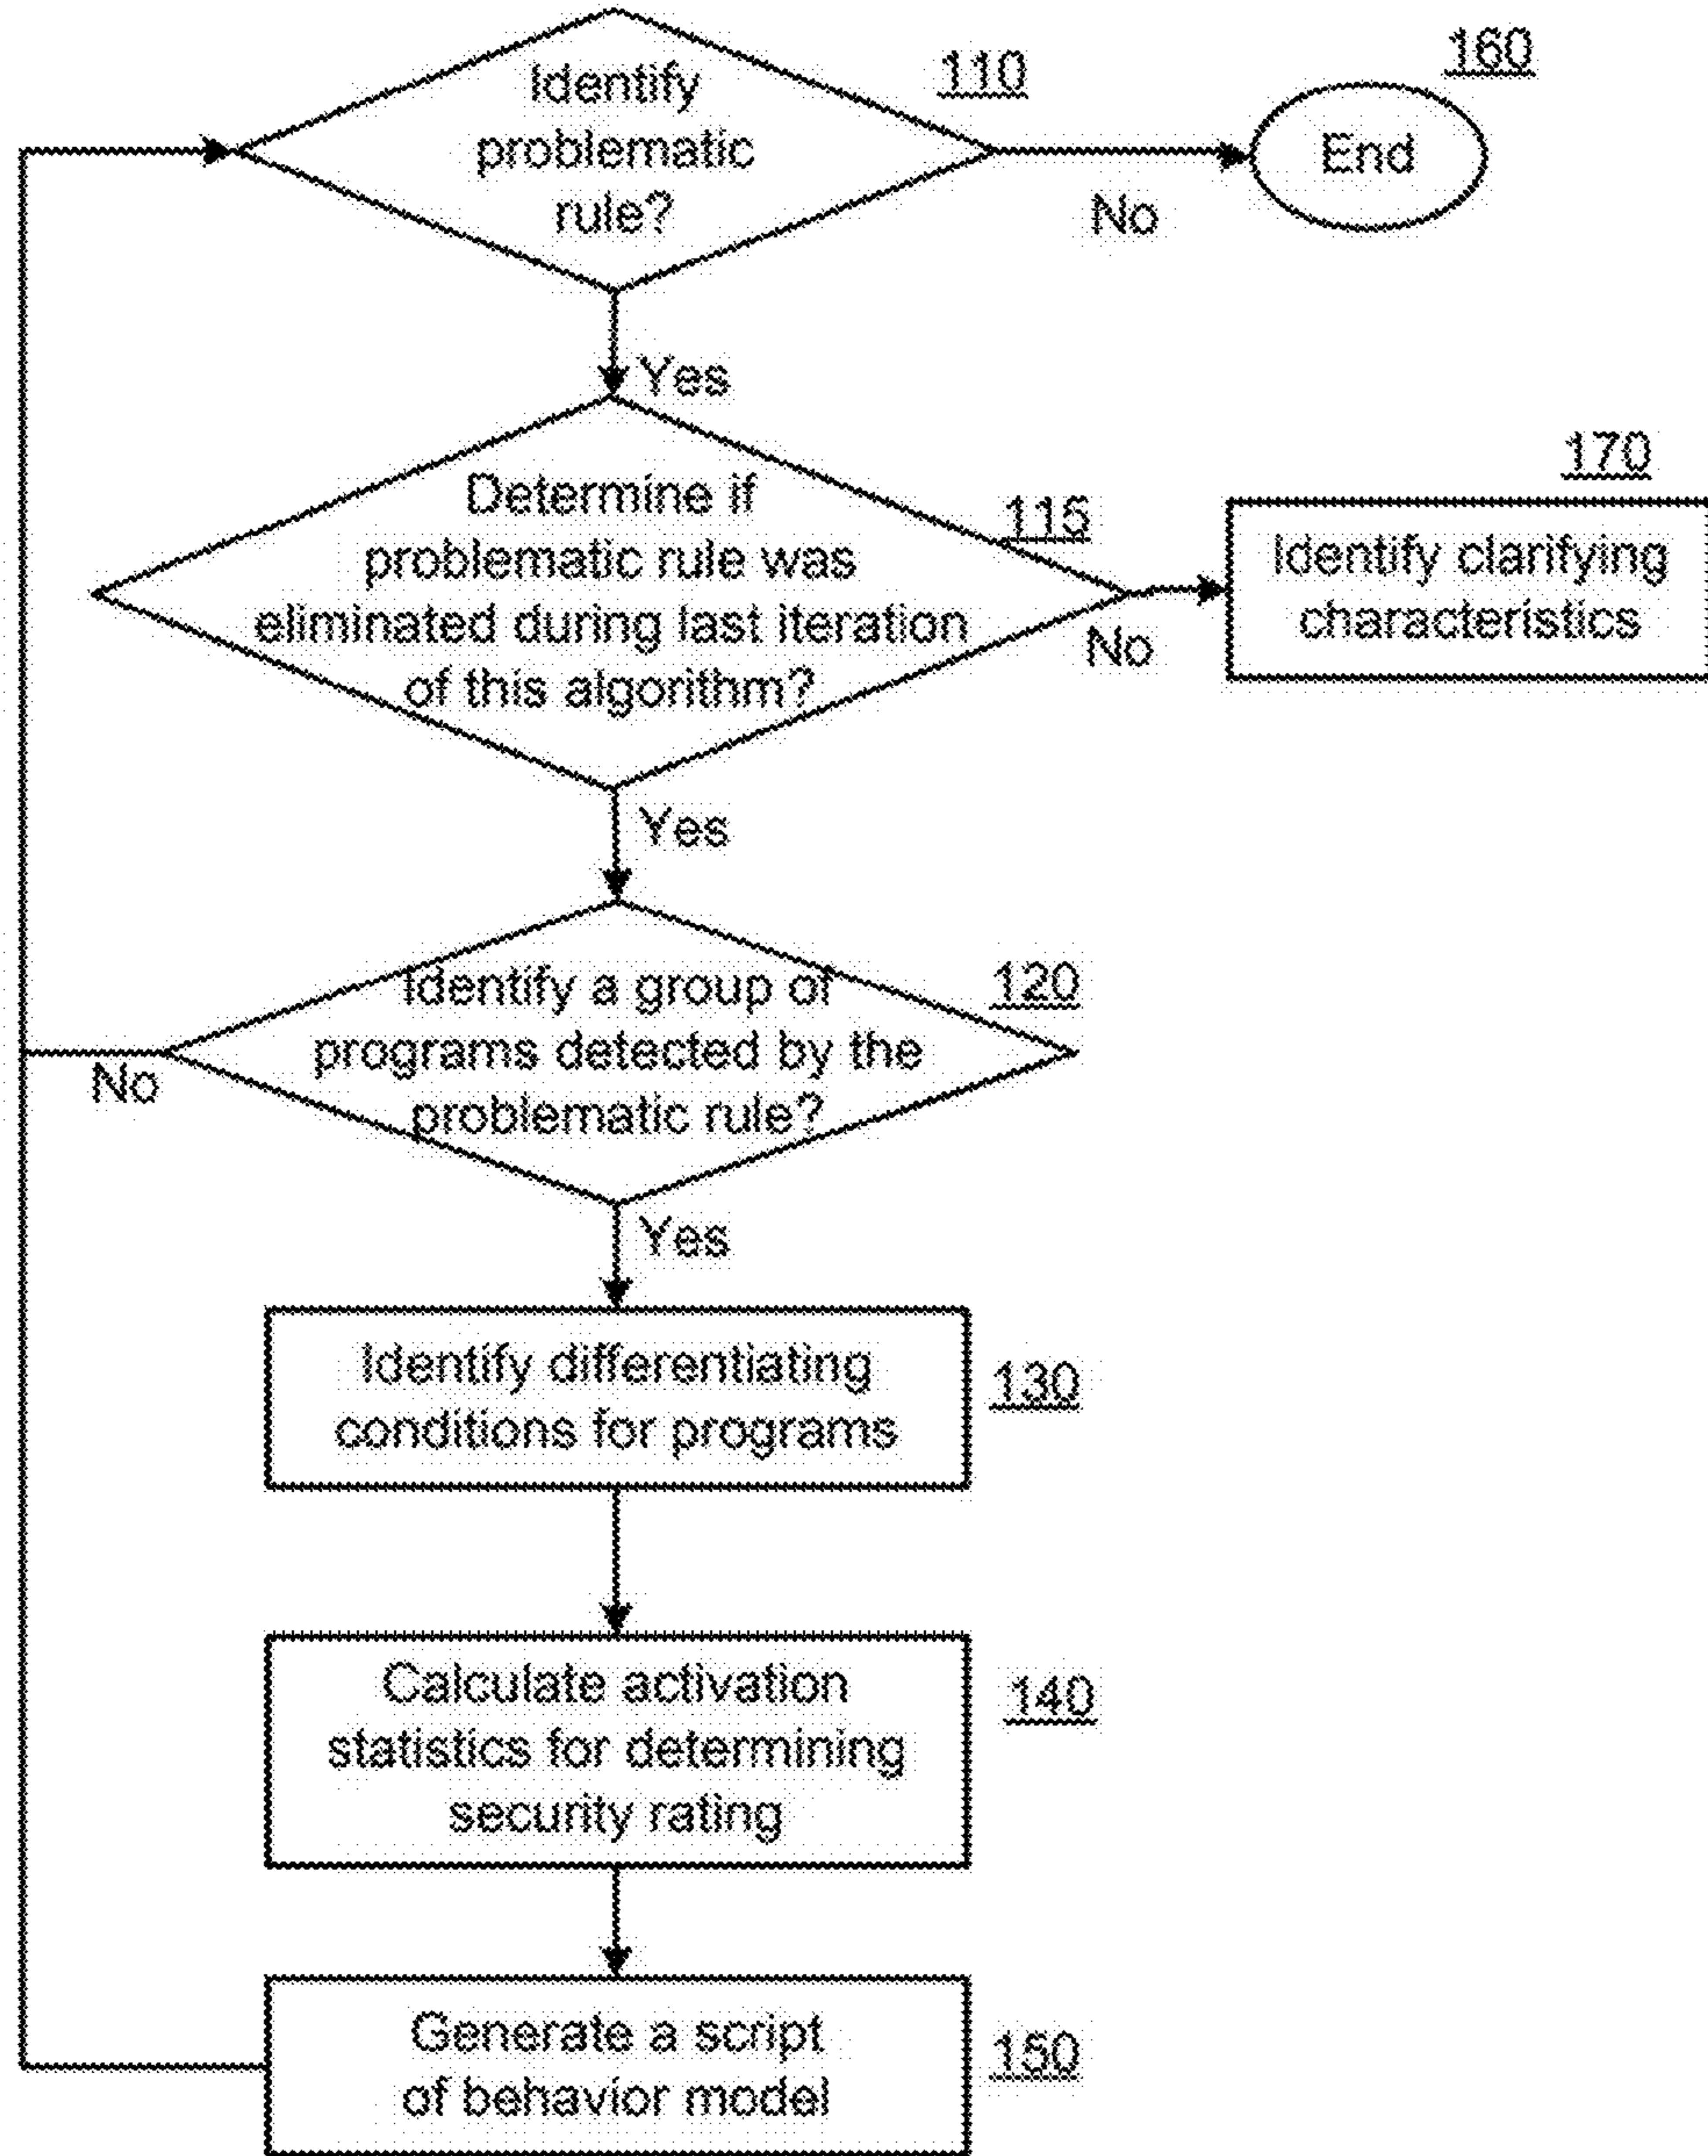 Identify
problematic
rule?
110
160
End
No
Yes
Determine if
problematic rule was
eliminated during last iteration
of this algorithm?
115
170
Identify clarifying
characteristics
No
Yes
Identify a group of
programs detected by the
problematic rule?
120
No
Yes
Identify differentiating
conditions for programs
130
Calculate activation
statistics for determining
security rating
140
Generate a script
of behavior model
150